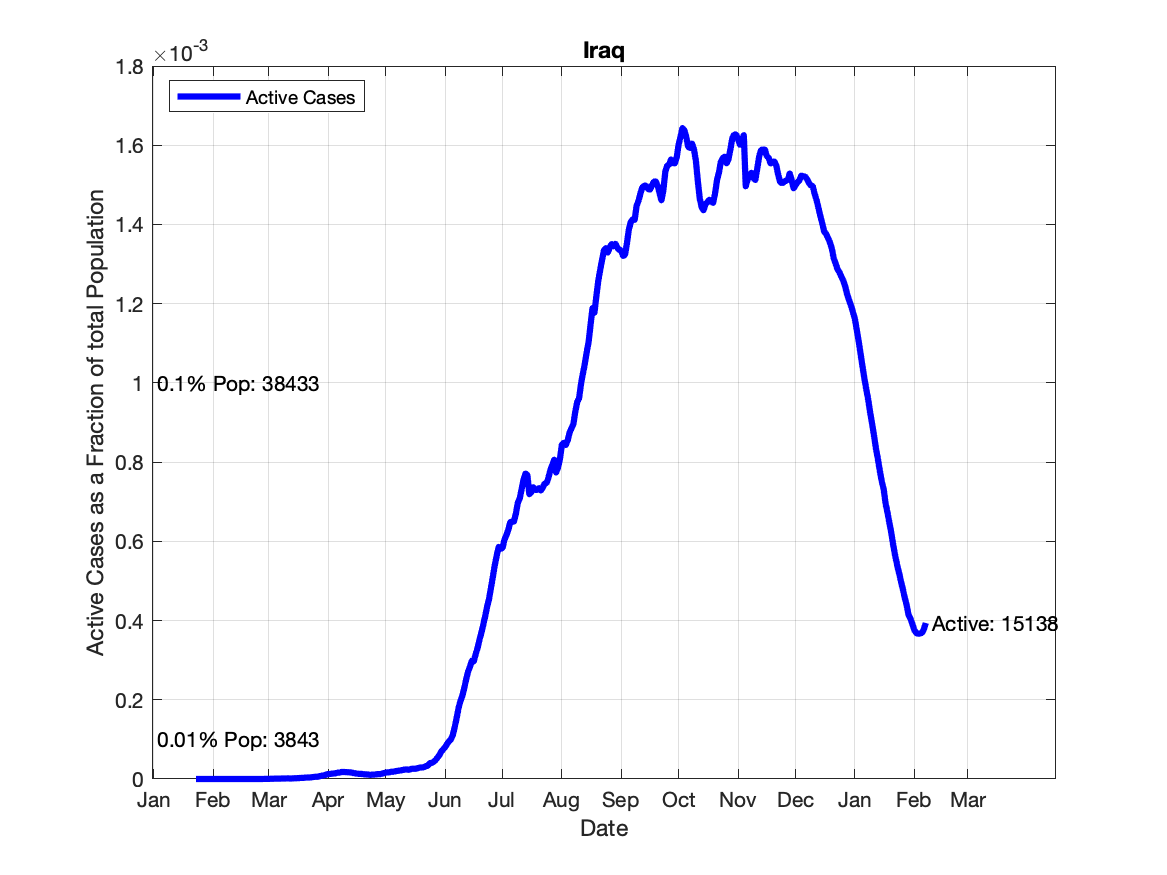 Iraq
×10-3
1.8
1.6
1.4
1.2
1
0.8
0.6
0.4
0.2
0
Active Cases
0.1% Pop: 38433
0.01% Pop: 3843
Active: 15138
Active Cases as a Fraction of total Population
Jan Feb Mar Apr May Jun Jul Aug Sep Oct Nov Dec Jan Feb Mar
Date